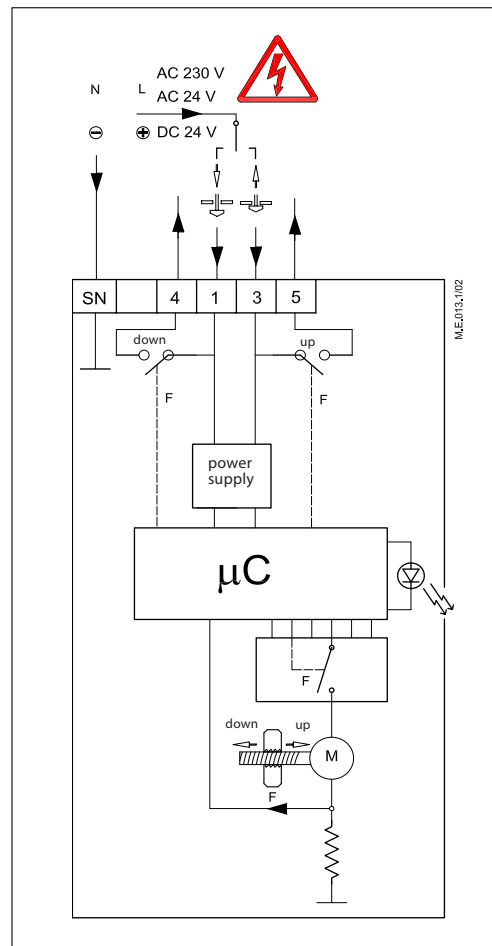 AC 230 V
N L AC 24 V
⊖ ⊕ DC 24 V
SN 4 1 3 5
M.E.013.1/02
down up
F F
power
supply
µC
F
down up
M
F